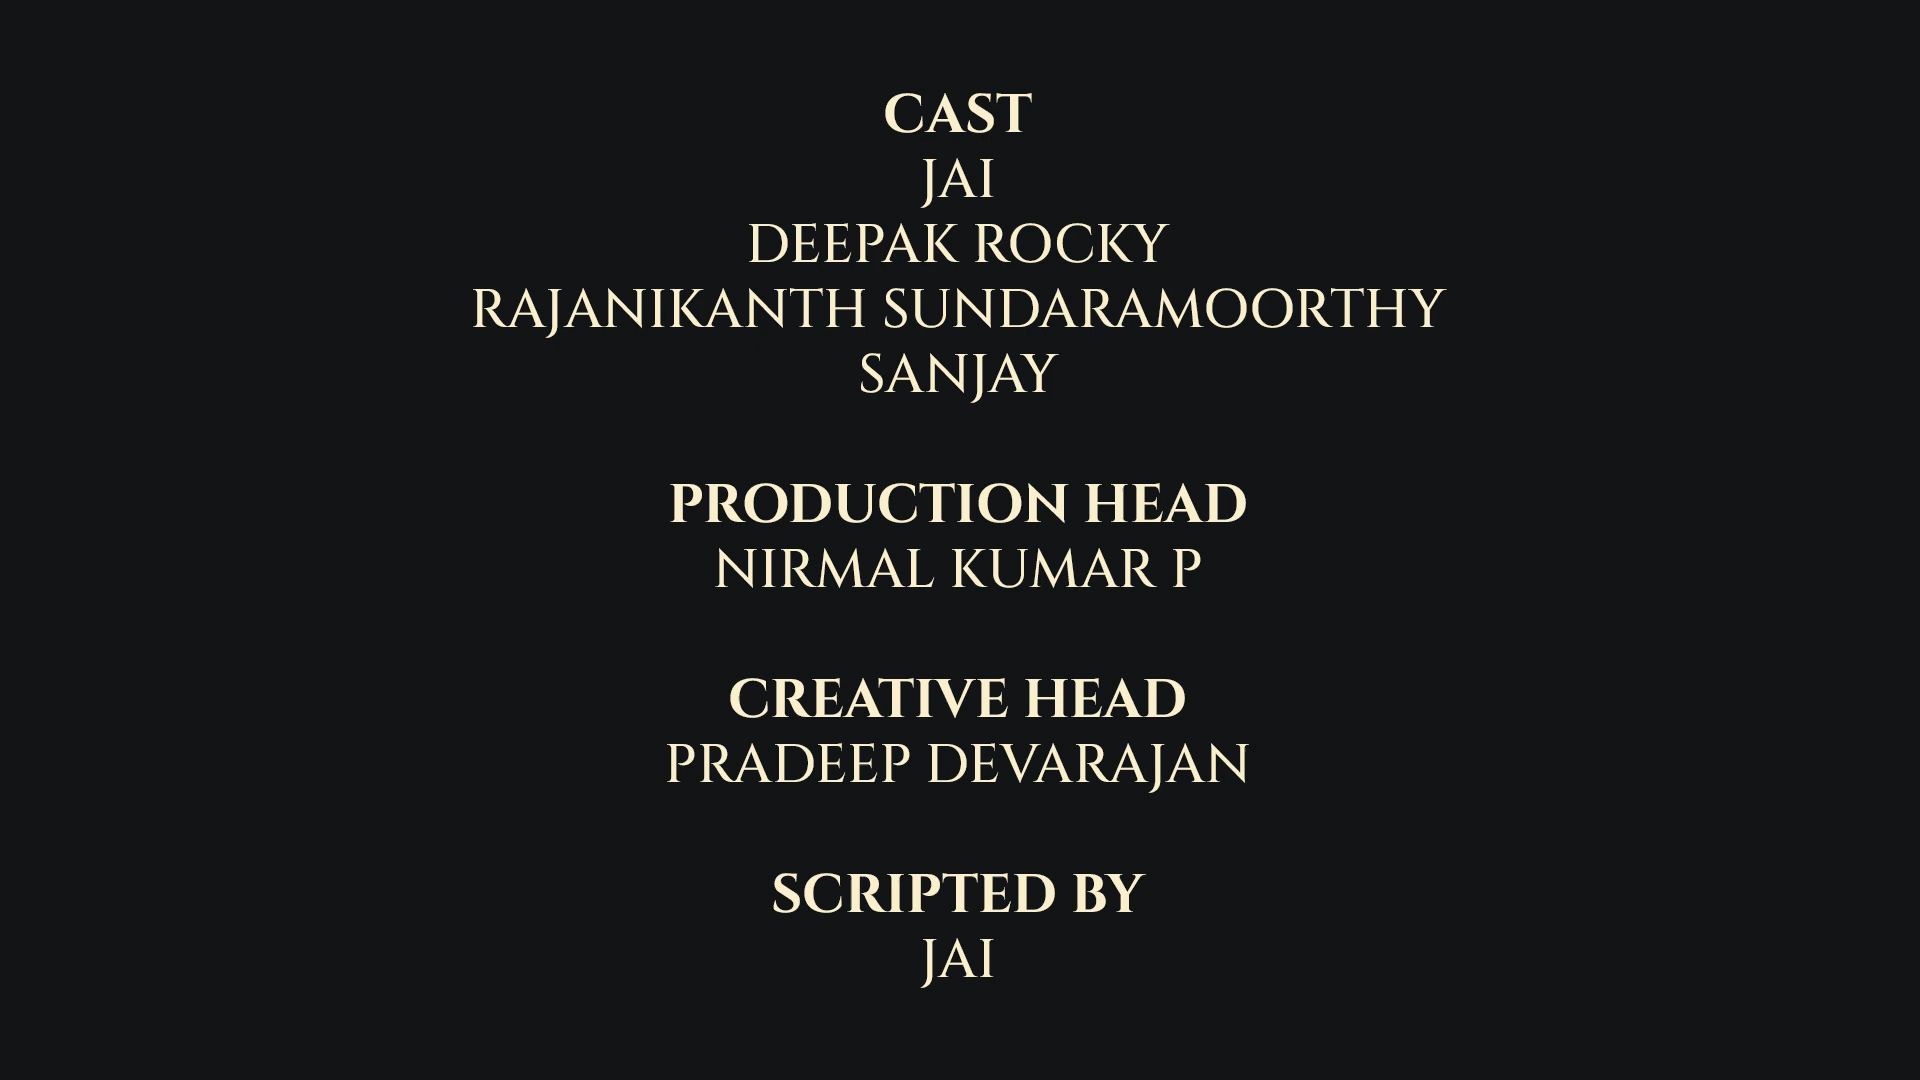 CAST
JAI
DEEPAK ROCKY
RAJANIKANTH SUNDARAMOORTHY
SANJAY
PRODUCTION HEAD
NIRMAL KUMAR P
CREATIVE HEAD
PRADEEP DEVARAJAN
SCRIPTED BY
JAI